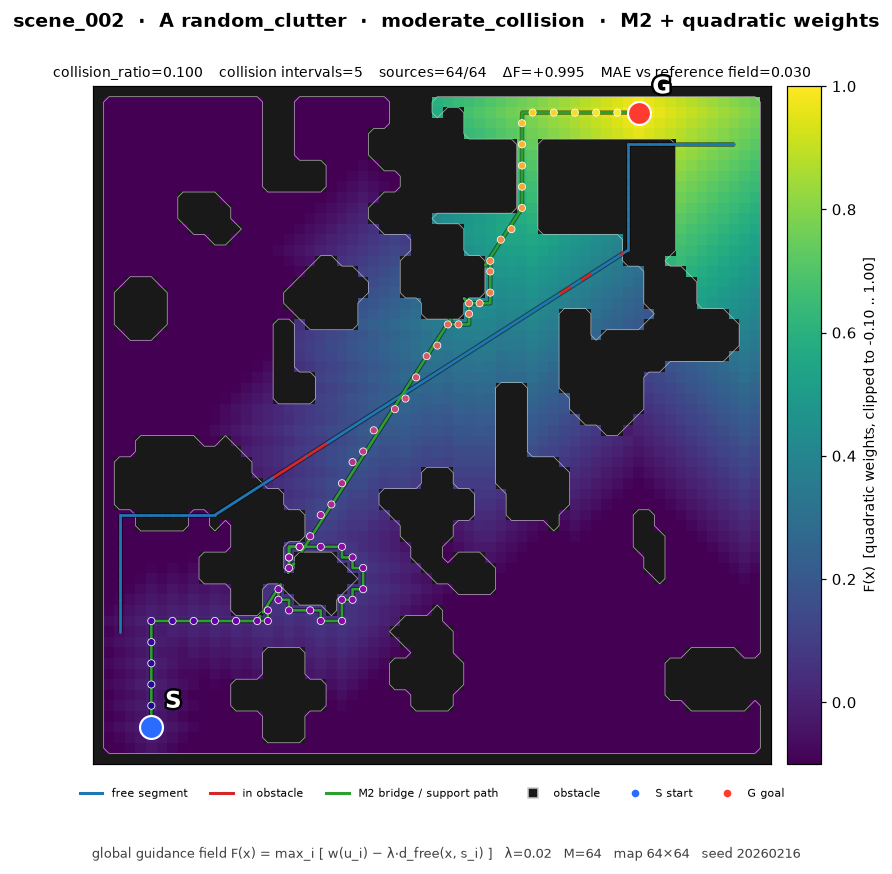 scene_002 · A random_clutter · moderate_collision · M2 + quadratic weights
collision_ratio=0.100 collision intervals=5 sources=64/64 ΔF=+0.995 MAE vs reference field=0.030
G
S
1.0
0.8
0.6
0.4
0.2
0.0
F(x) [quadratic weights, clipped to -0.10 .. 1.00]
free segment in obstacle M2 bridge / support path obstacle S start G goal
global guidance field F(x) = max_i [ w(u_i) − λ·d_free(x, s_i) ] λ=0.02 M=64 map 64×64 seed 20260216